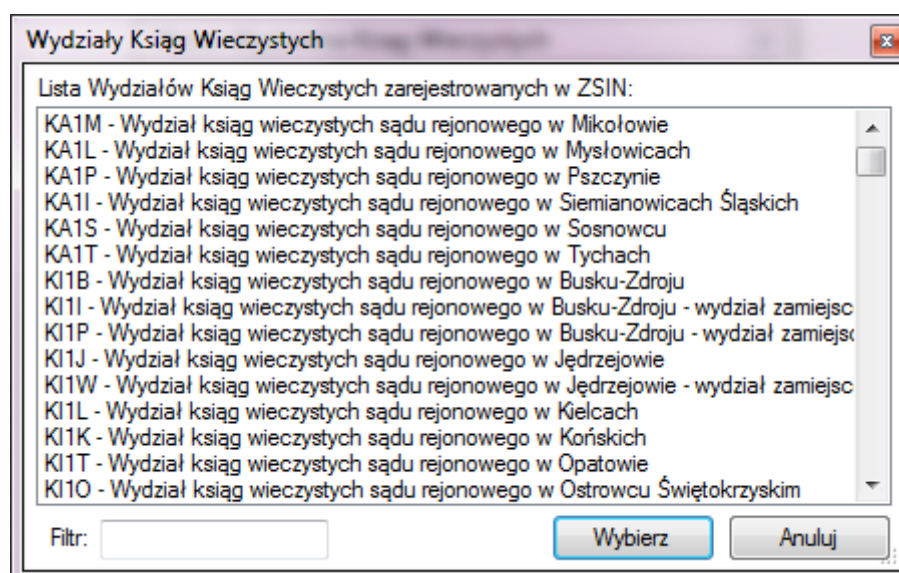 Wydziały Ksiąg Wieczystych
Lista Wydziałów Ksiąg Wieczystych zarejestrowanych w ZSIN:
KA1M - Wydział ksiąg wieczystych sądu rejonowego w Mikołowie
KA1L - Wydział ksiąg wieczystych sądu rejonowego w Mysłowicach
KA1P - Wydział ksiąg wieczystych sądu rejonowego w Pszczynie
KA1I - Wydział ksiąg wieczystych sądu rejonowego w Siemianowicach Śląskich
KA1S - Wydział ksiąg wieczystych sądu rejonowego w Sosnowcu
KA1T - Wydział ksiąg wieczystych sądu rejonowego w Tychach
KI1B - Wydział ksiąg wieczystych sądu rejonowego w Busku-Zdroju
KI1I - Wydział ksiąg wieczystych sądu rejonowego w Busku-Zdroju - wydział zamiejsc
KI1P - Wydział ksiąg wieczystych sądu rejonowego w Busku-Zdroju - wydział zamiejsc
KI1J - Wydział ksiąg wieczystych sądu rejonowego w Jędrzejowie
KI1W - Wydział ksiąg wieczystych sądu rejonowego w Jędrzejowie - wydział zamiejsc
KI1L - Wydział ksiąg wieczystych sądu rejonowego w Kielcach
KI1K - Wydział ksiąg wieczystych sądu rejonowego w Końskich
KI1T - Wydział ksiąg wieczystych sądu rejonowego w Opatowie
KI1O - Wydział ksiąg wieczystych sądu rejonowego w Ostrowcu Świętokrzyskim
Filtr:
Wybierz
Anuluj